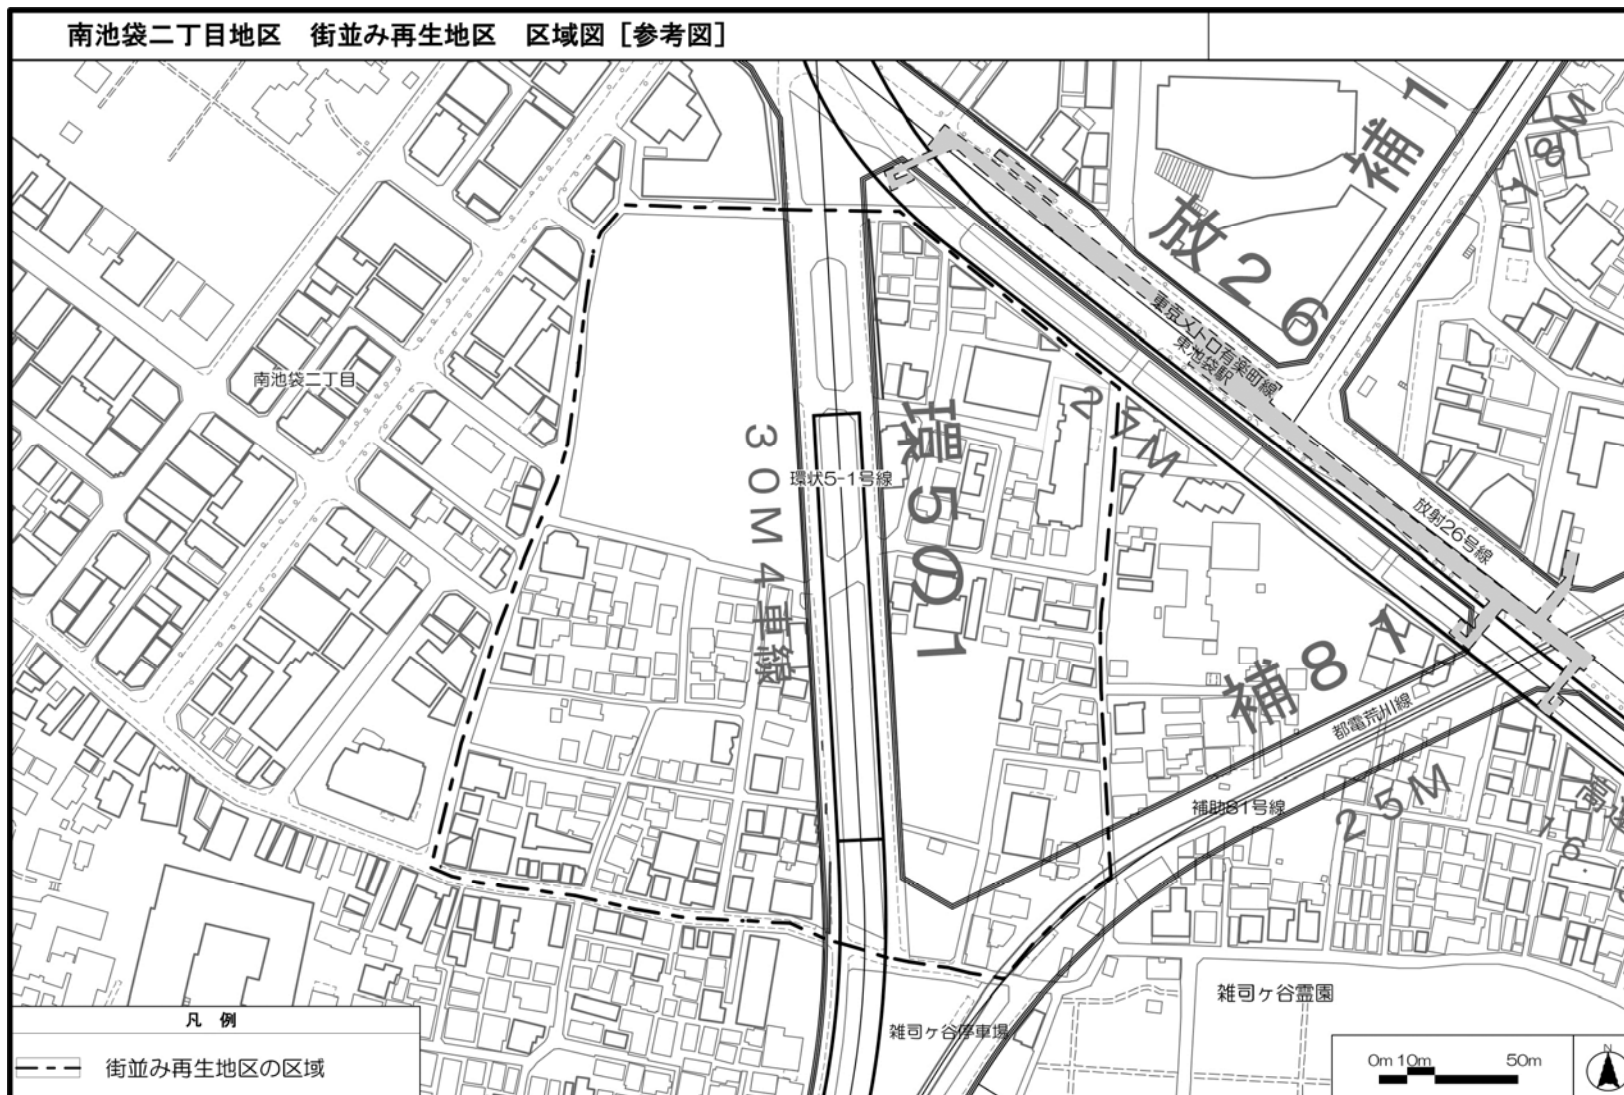 南池袋二丁目地区　街並み再生地区　区域図［参考図］
補1
18M
放26
東京メトロ有楽町線
東池袋駅
南池袋二丁目
30M4車線
環状5-1号線
環5の1
放射26号線
補81
都電荒川線
補助81号線
25M
雑司ヶ谷霊園
雑司ヶ谷停車場
凡 例
街並み再生地区の区域
0m 10m 50m
N